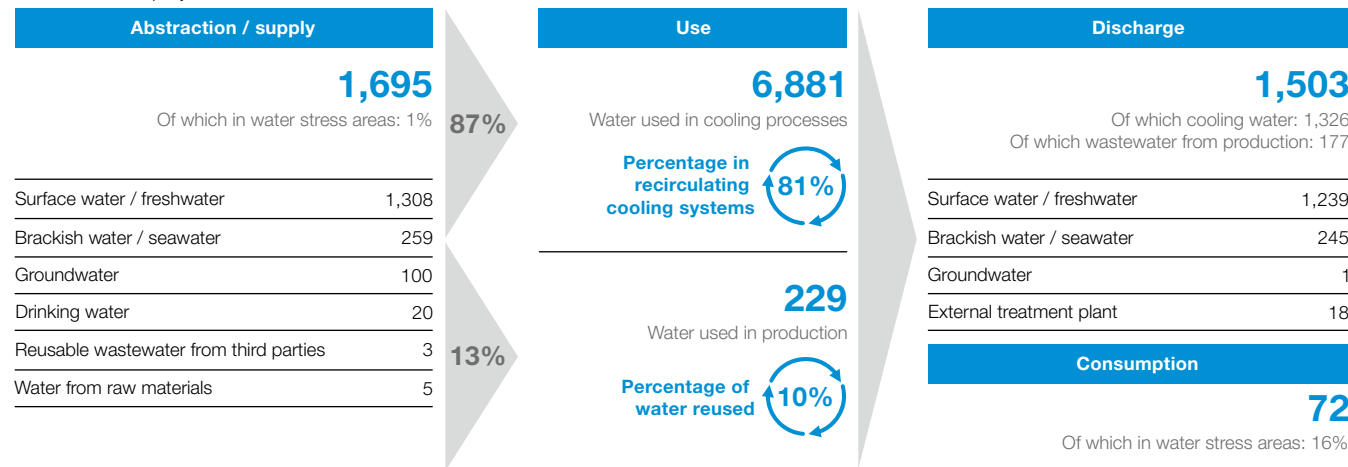 Abstraction / supply
1,695
Of which in water stress areas: 1%
Surface water / freshwater 1,308
Brackish water / seawater 259
Groundwater 100
Drinking water 20
Reusable wastewater from third parties 3
Water from raw materials 5
87%
13%
Use
6,881
Water used in cooling processes
Percentage in
recirculating
cooling systems
81%
229
Water used in production
Percentage of
water reused
10%
Discharge
1,503
Of which cooling water: 1,326
Of which wastewater from production: 177
Surface water / freshwater 1,239
Brackish water / seawater 245
Groundwater 1
External treatment plant 18
Consumption
72
Of which in water stress areas: 16%